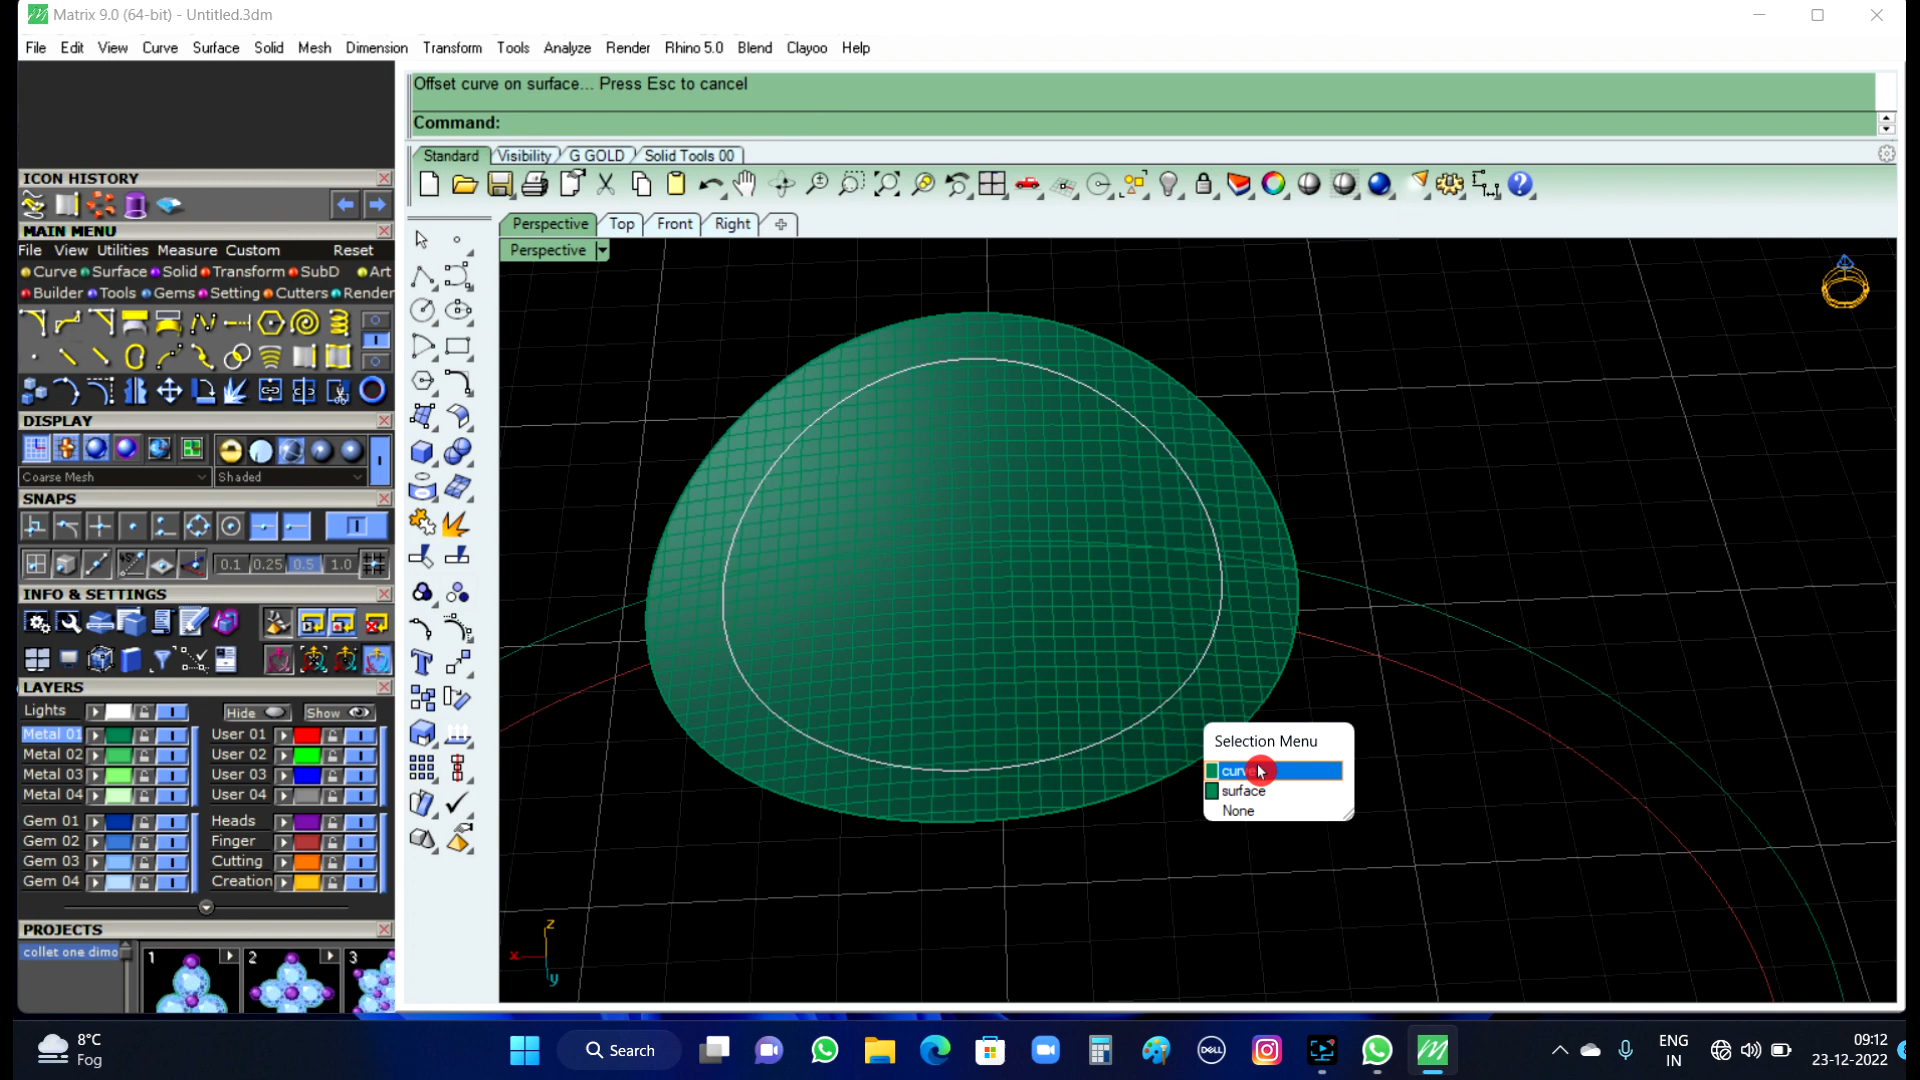 Matrix 9.0 (64-bit) - Untitled.3dm
File Edit View Curve Surface Solid Mesh Dimension Transform Tools Analyze Render Rhino 5.0 Blend Clayoo Help
Offset curve on surface... Press Esc to cancel
Command:
Standard Visibility G GOLD Solid Tools 00
Perspective Top Front Right
Perspective
ICON HISTORY
MAIN MENU
File View Utilities Measure Custom Reset
Curve Surface Solid Transform SubD Art
Builder Tools Gems Setting Cutters Render
DISPLAY
Coarse Mesh Shaded
SNAPS
0.1 0.25 0.5 1.0
INFO & SETTINGS
LAYERS
Lights Hide Show
Metal 01 User 01
Metal 02 User 02
Metal 03 User 03
Metal 04 User 04
Gem 01 Heads
Gem 02 Finger
Gem 03 Cutting
Gem 04 Creation
PROJECTS
collet one dimo
1 2 3
Selection Menu
curve
surface
None
z
x
y
8°C
Fog
Search
DELL
ENG
IN
09:12
23-12-2022